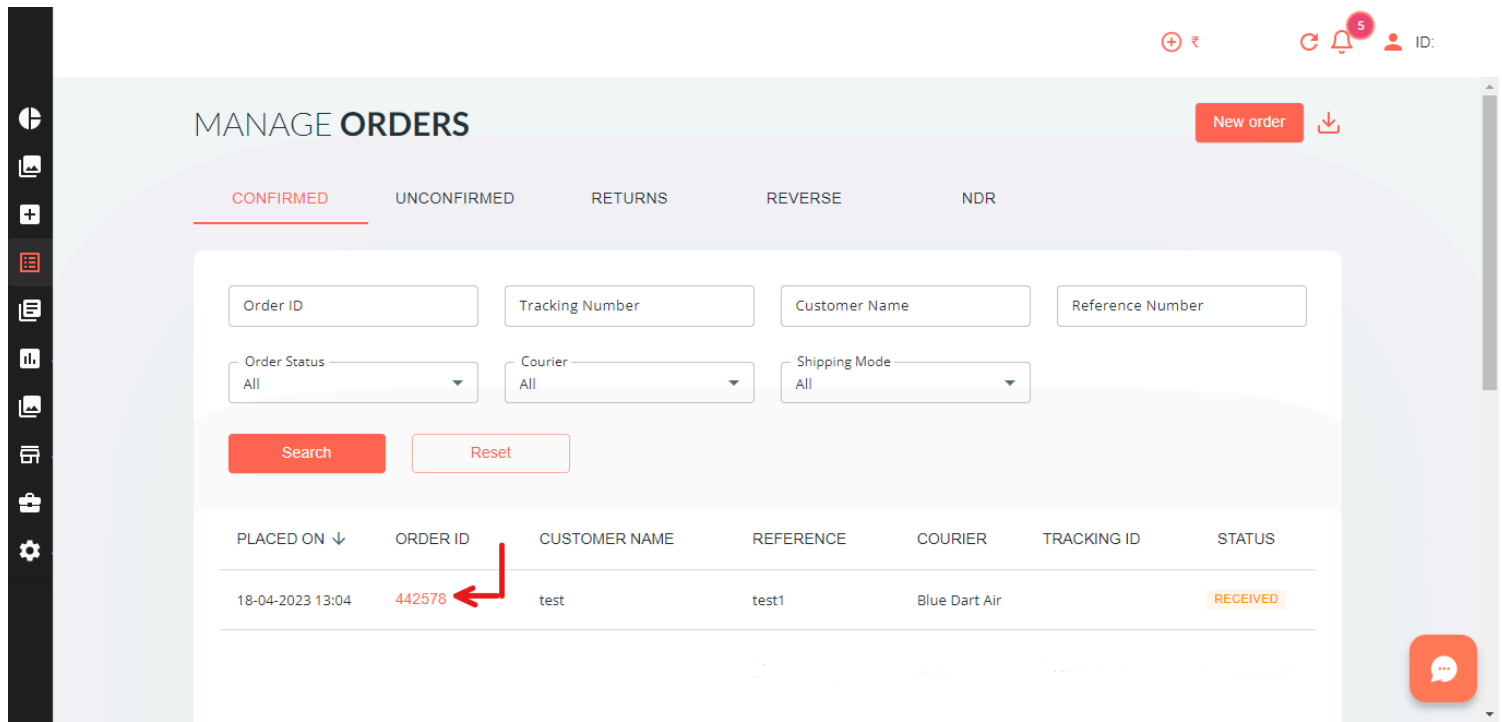 5
₹
ID:
MANAGE ORDERS
New order
CONFIRMED UNCONFIRMED RETURNS REVERSE NDR
Order ID Tracking Number Customer Name Reference Number
Order Status Courier Shipping Mode
All All All
Search Reset
PLACED ON ORDER ID CUSTOMER NAME REFERENCE COURIER TRACKING ID STATUS
18-04-2023 13:04 442578 test test1 Blue Dart Air RECEIVED